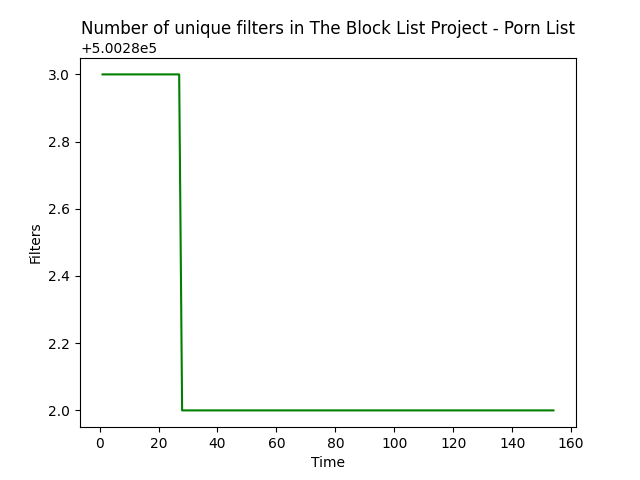 Number of unique filters in The Block List Project - Porn List
+5.0028e5
3.0
2.8
2.6
2.4
2.2
2.0
Filters
0 20 40 60 80 100 120 140 160
Time